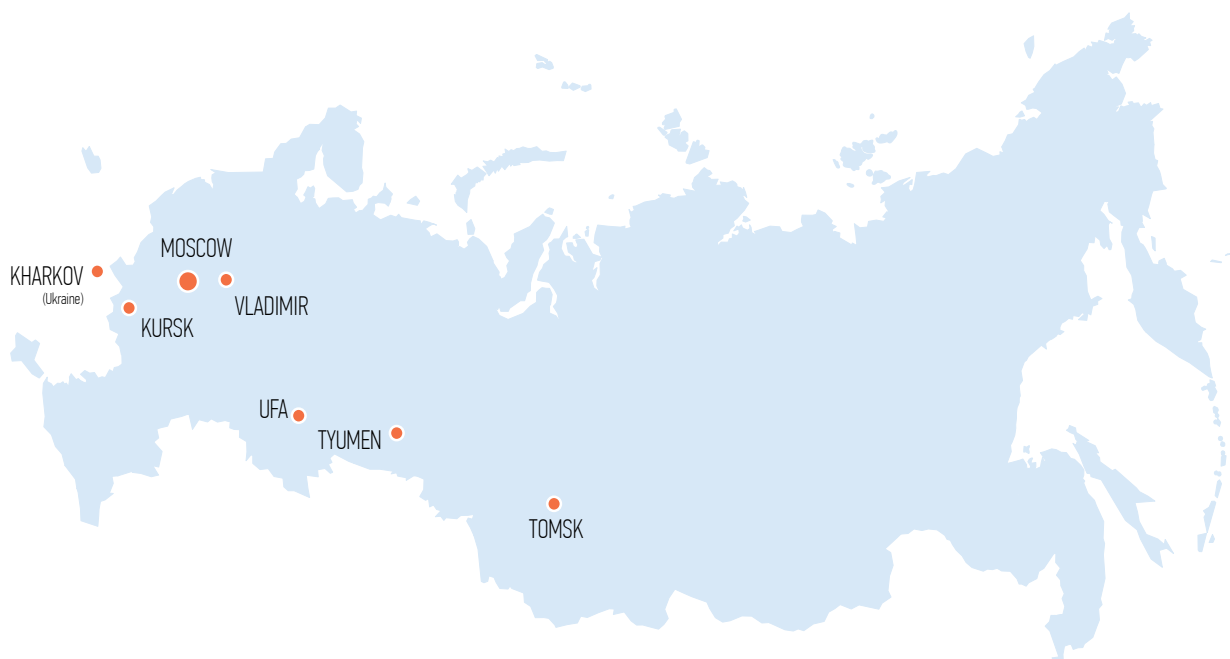 MOSCOW
KHARKOV
(Ukraine)
VLADIMIR
KURSK
UFA
TYUMEN
TOMSK